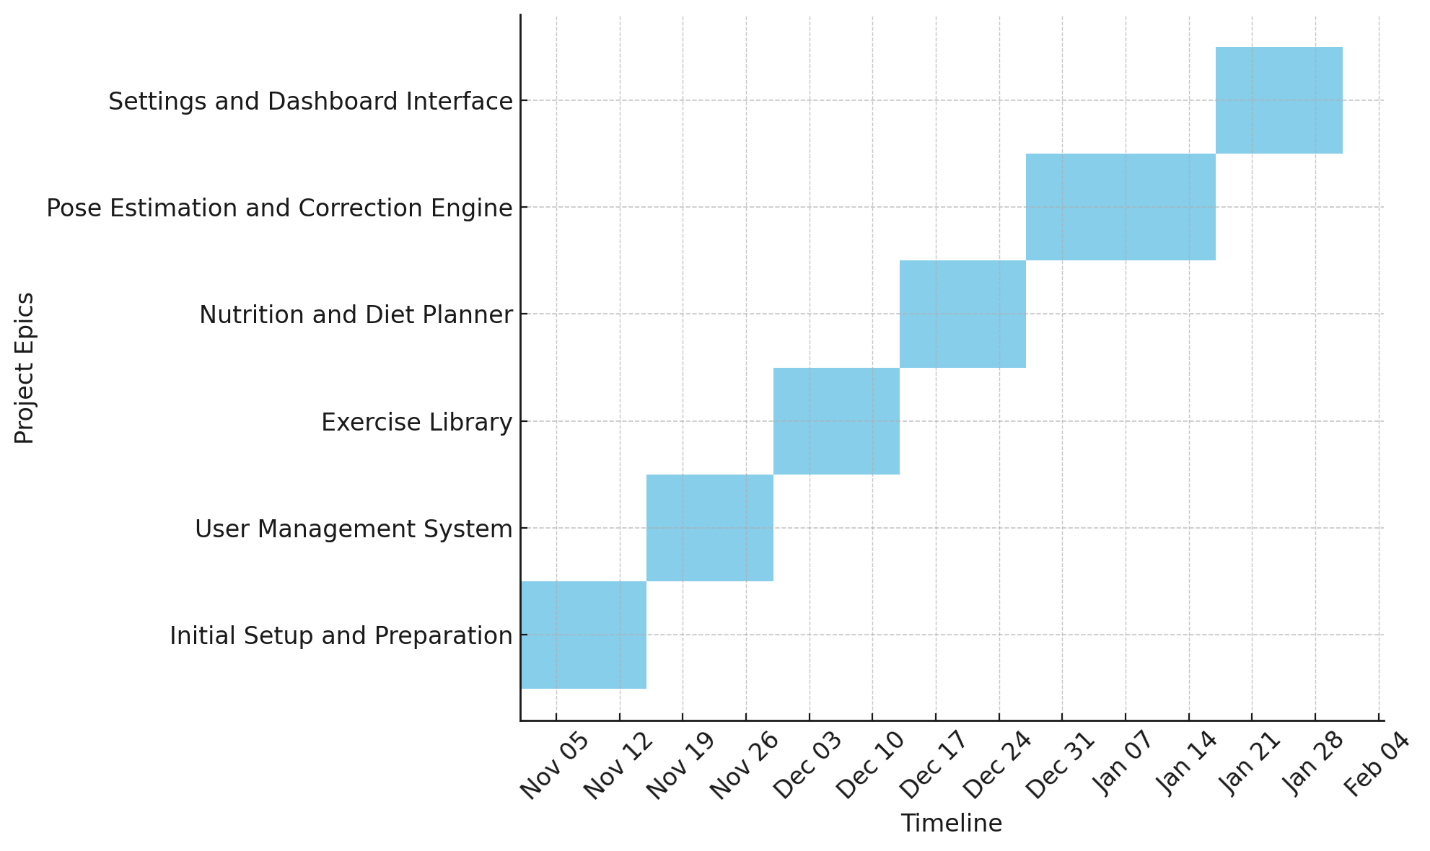 Settings and Dashboard Interface
Pose Estimation and Correction Engine
Nutrition and Diet Planner
Exercise Library
User Management System
Initial Setup and Preparation
Project Epics
Nov 05
Nov 12
Nov 19
Nov 26
Dec 03
Dec 10
Dec 17
Dec 24
Dec 31
Jan 07
Jan 14
Jan 21
Jan 28
Feb 04
Timeline